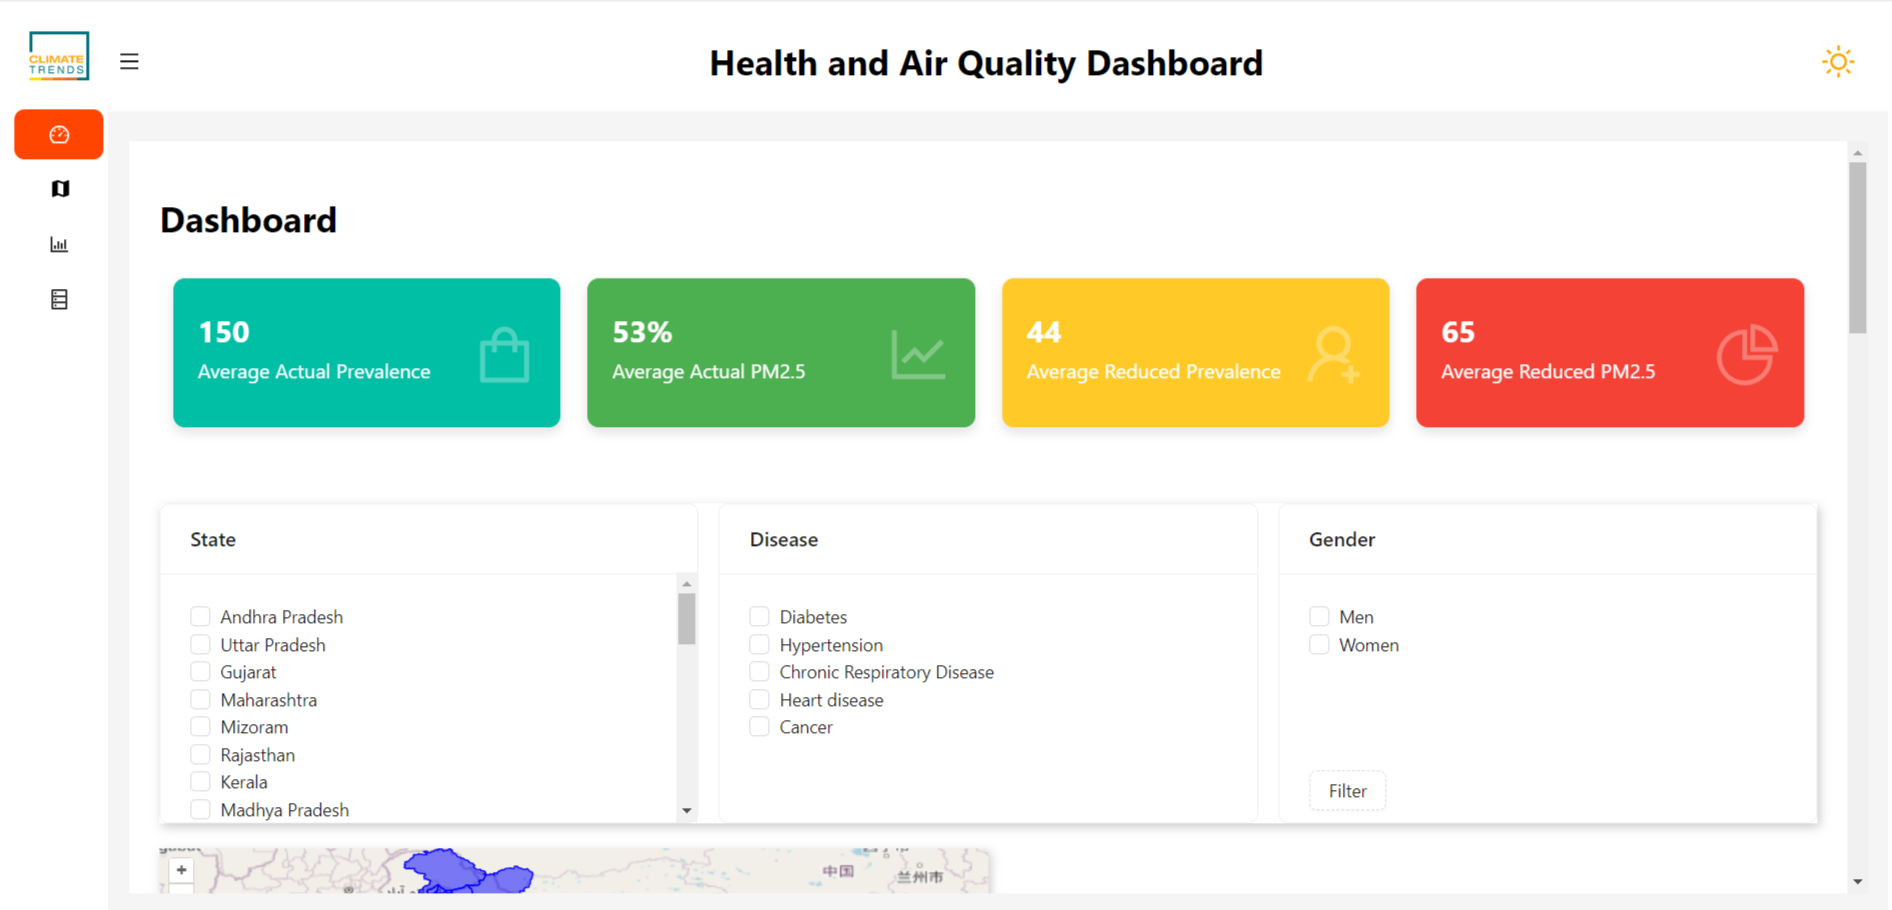 CLIMATE
TRENDS
Health and Air Quality Dashboard
Dashboard
150
Average Actual Prevalence
53%
Average Actual PM2.5
44
Average Reduced Prevalence
65
Average Reduced PM2.5
State
Andhra Pradesh
Uttar Pradesh
Gujarat
Maharashtra
Mizoram
Rajasthan
Kerala
Madhya Pradesh
Disease
Diabetes
Hypertension
Chronic Respiratory Disease
Heart disease
Cancer
Gender
Men
Women
Filter
+
中国
兰州市